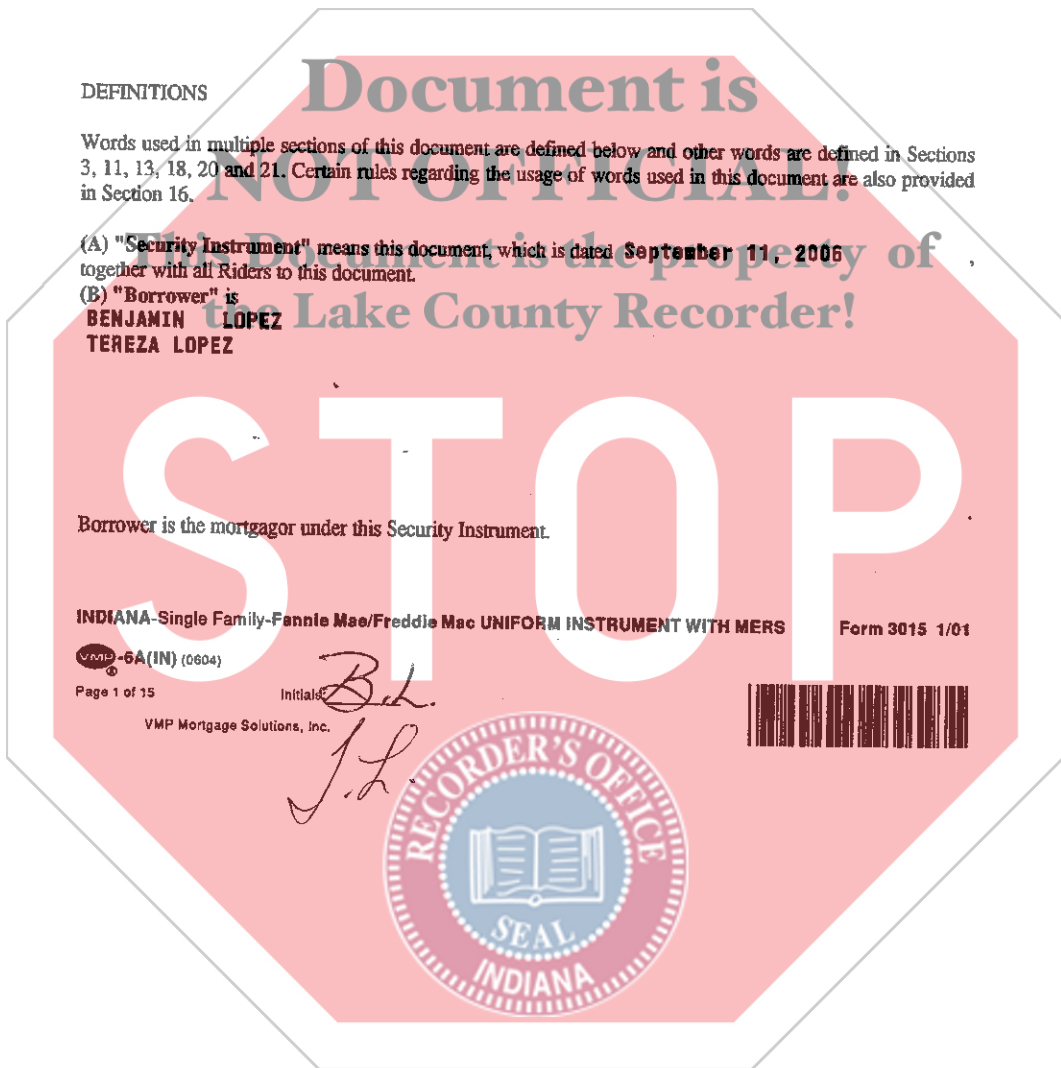 Document is
NOT OFFICIAL!
This Document is the property of
the Lake County Recorder!
STOP
DEFINITIONS
Words used in multiple sections of this document are defined below and other words are defined in Sections
3, 11, 13, 18, 20 and 21. Certain rules regarding the usage of words used in this document are also provided
in Section 16.
(A) "Security Instrument" means this document, which is dated September 11, 2006 ,
together with all Riders to this document.
(B) "Borrower" is
BENJAMIN LOPEZ
TEREZA LOPEZ
Borrower is the mortgagor under this Security Instrument.
INDIANA-Single Family-Fannie Mae/Freddie Mac UNIFORM INSTRUMENT WITH MERS Form 3015 1/01
VMP ®-6A(IN) (0604)
Page 1 of 15 Initials: B.L.
VMP Mortgage Solutions, Inc.
T.L.
RECORDER'S OFFICE
SEAL
INDIANA